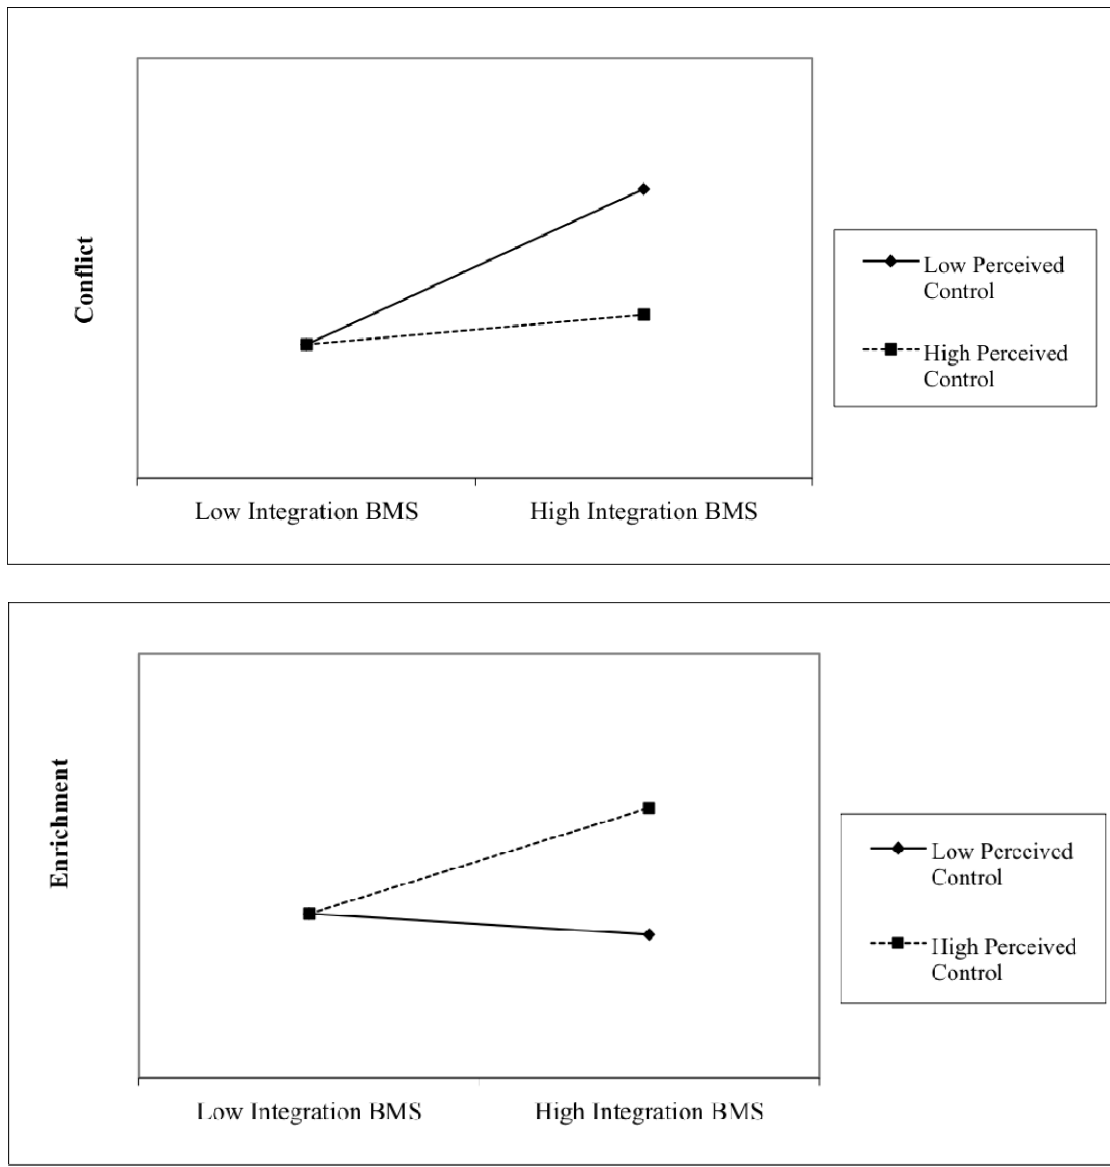 Conflict
Low Perceived
Control
High Perceived
Control
Low Integration BMS
High Integration BMS
Enrichment
Low Perceived
Control
High Perceived
Control
Low Integration BMS
High Integration BMS